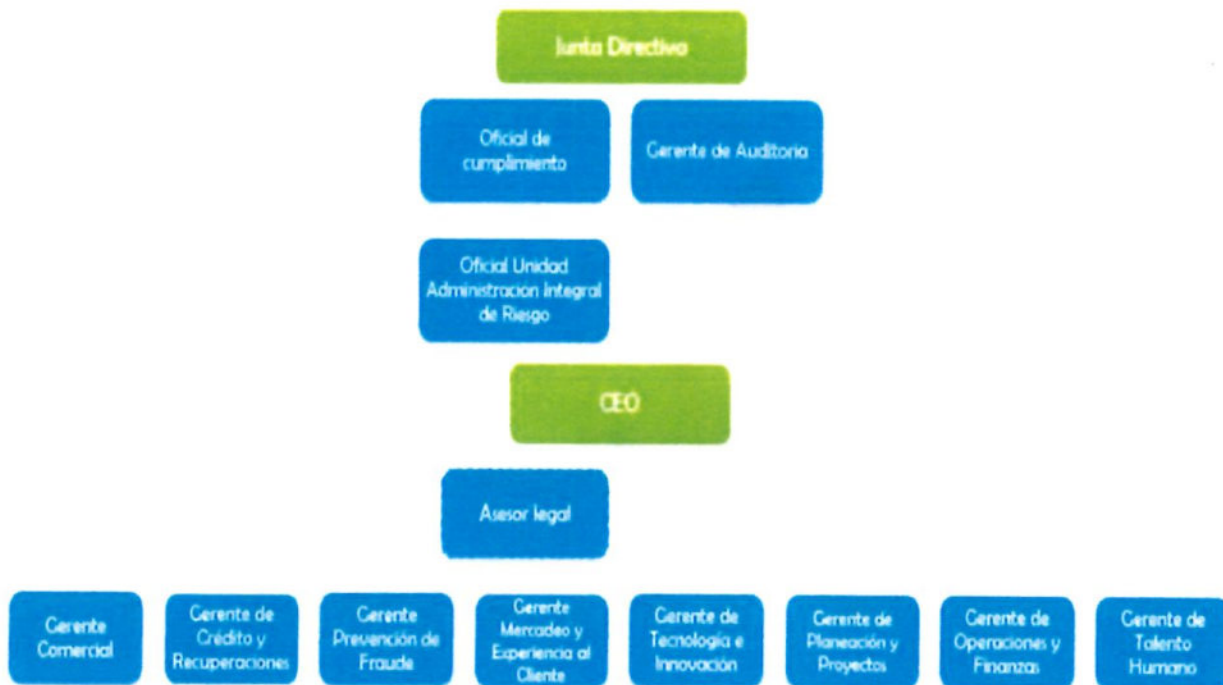 Junta Directiva
Oficial de
cumplimiento
Gerente de Auditoria
Oficial Unidad
Administración Integral
de Riesgo
CEO
Asesor legal
Gerente
Comercial
Gerente de
Crédito y
Recuperaciones
Gerente
Prevención de
Fraude
Gerente
Mercadeo y
Experiencia al
Cliente
Gerente de
Tecnología e
Innovación
Gerente de
Planeación y
Proyectos
Gerente de
Operaciones y
Finanzas
Gerente de
Talento
Humano